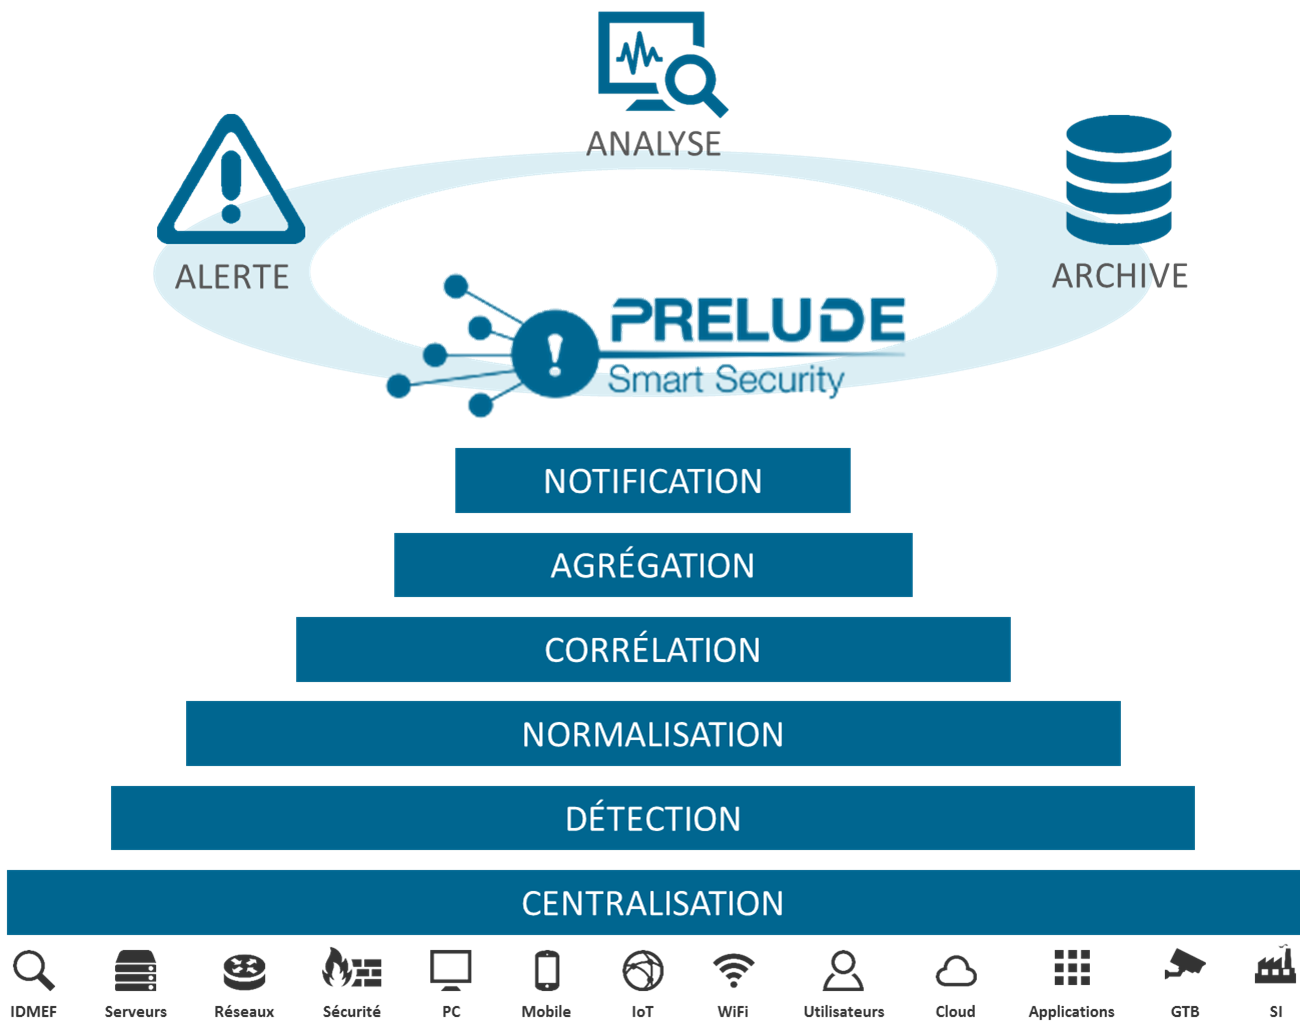 ANALYSE
ALERTE
ARCHIVE
PRELUDE
Smart Security
NOTIFICATION
AGRÉGATION
CORRÉLATION
NORMALISATION
DÉTECTION
CENTRALISATION
IDMEF Serveurs Réseaux Sécurité PC Mobile IoT WiFi Utilisateurs Cloud Applications GTB SI